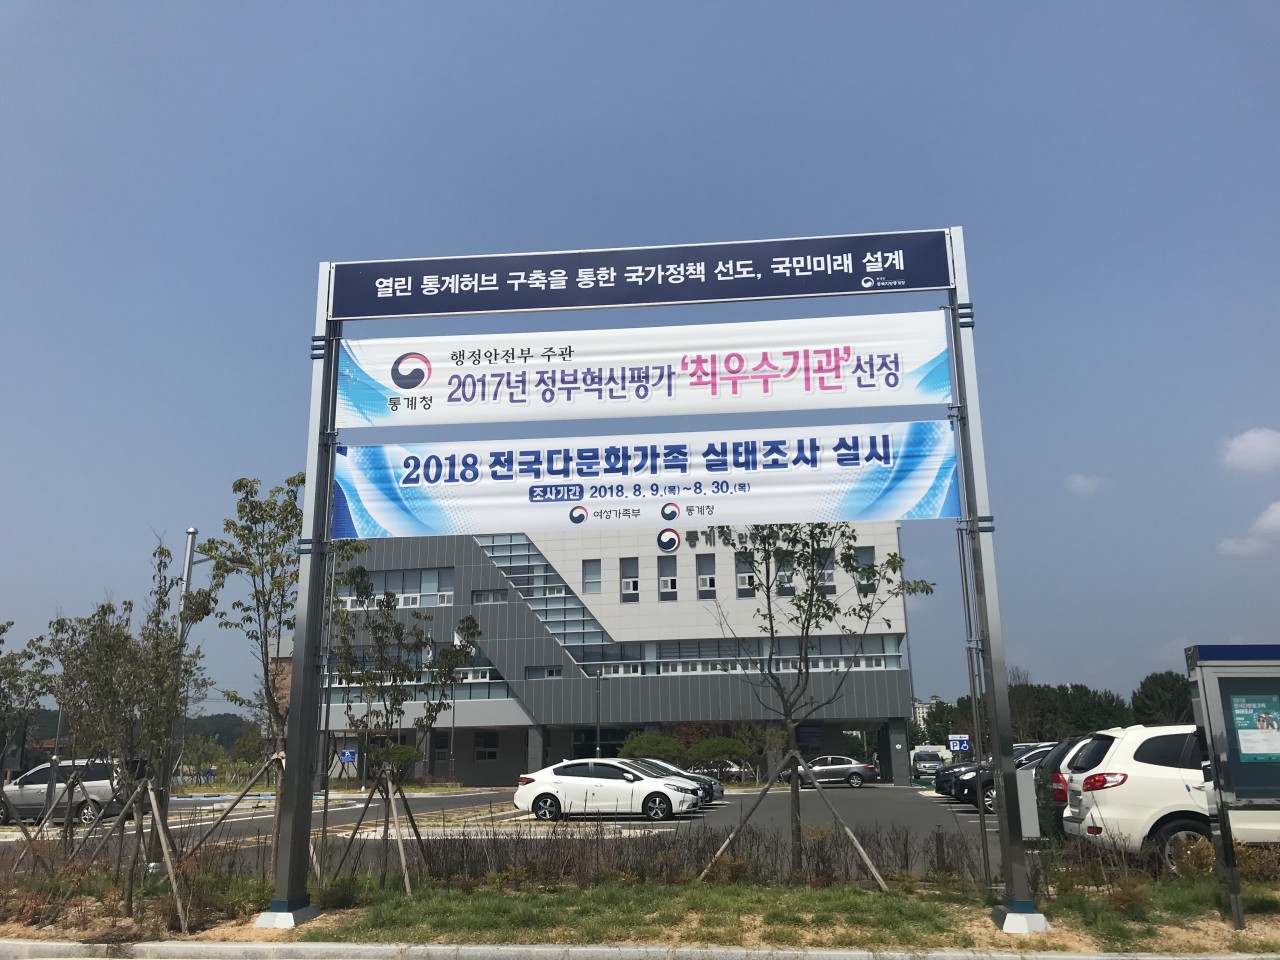 열린 통계허브 구축을 통한 국가정책 선도, 국민미래 설계
통계청
행정안전부 주관
2017년 정부혁신평가 '최우수기관' 선정
2018 전국다문화가족 실태조사 실시
조사기간 2018. 8. 9.(목) ~ 8. 30.(목)
여성가족부 통계청
통계청
P